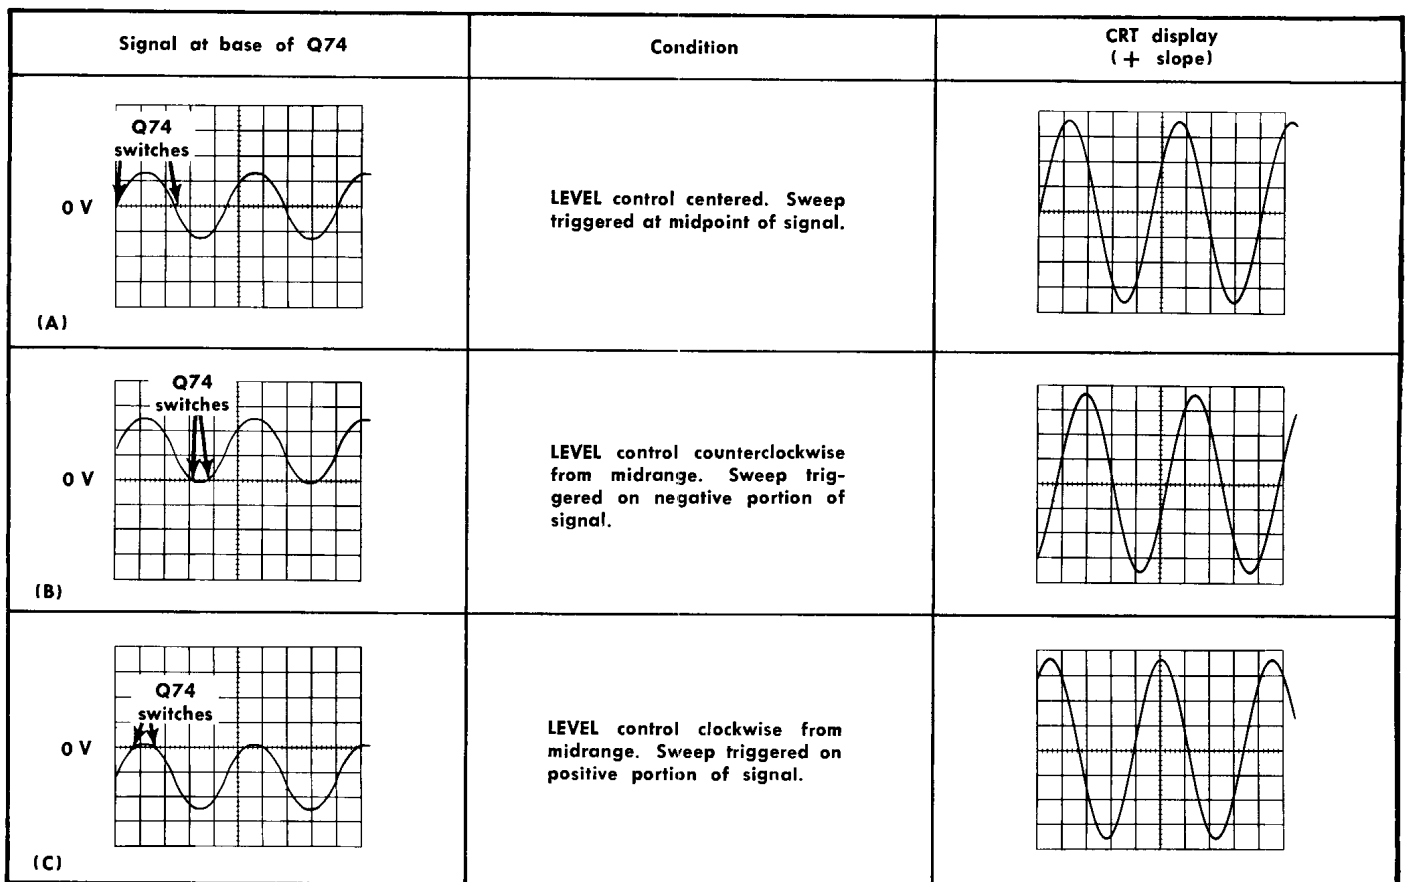 Signal at base of Q74
Condition
CRT display
(+ slope)
Q74
switches
0 V
(A)
LEVEL control centered. Sweep
triggered at midpoint of signal.
Q74
switches
0 V
(B)
LEVEL control counterclockwise
from midrange. Sweep trig-
gered on negative portion of
signal.
Q74
switches
0 V
(C)
LEVEL control clockwise from
midrange. Sweep triggered on
positive portion of signal.